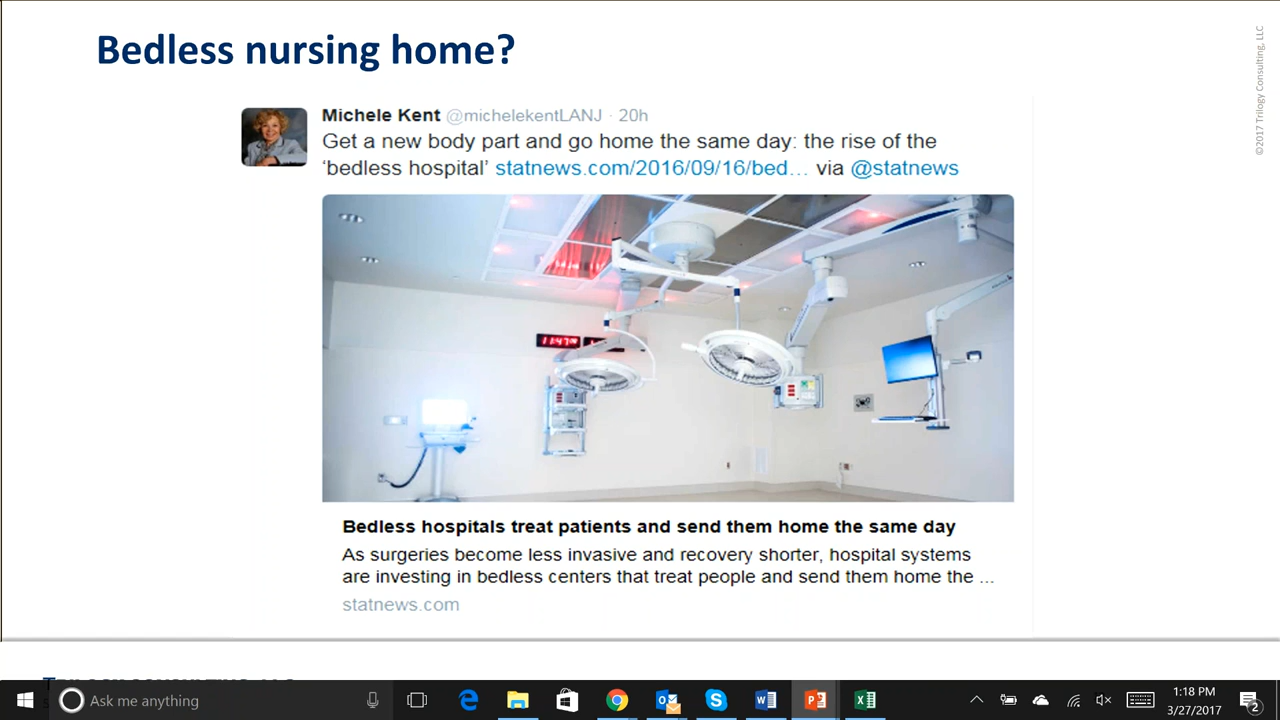 Bedless nursing home?
©2017 Trilogy Consulting, LLC
Michele Kent @michelekentLANJ · 20h
Get a new body part and go home the same day: the rise of the
‘bedless hospital’ statnews.com/2016/09/16/bed… via @statnews
11:47
Bedless hospitals treat patients and send them home the same day
As surgeries become less invasive and recovery shorter, hospital systems
are investing in bedless centers that treat people and send them home the ...
statnews.com
Ask me anything
1:18 PM
3/27/2017
2